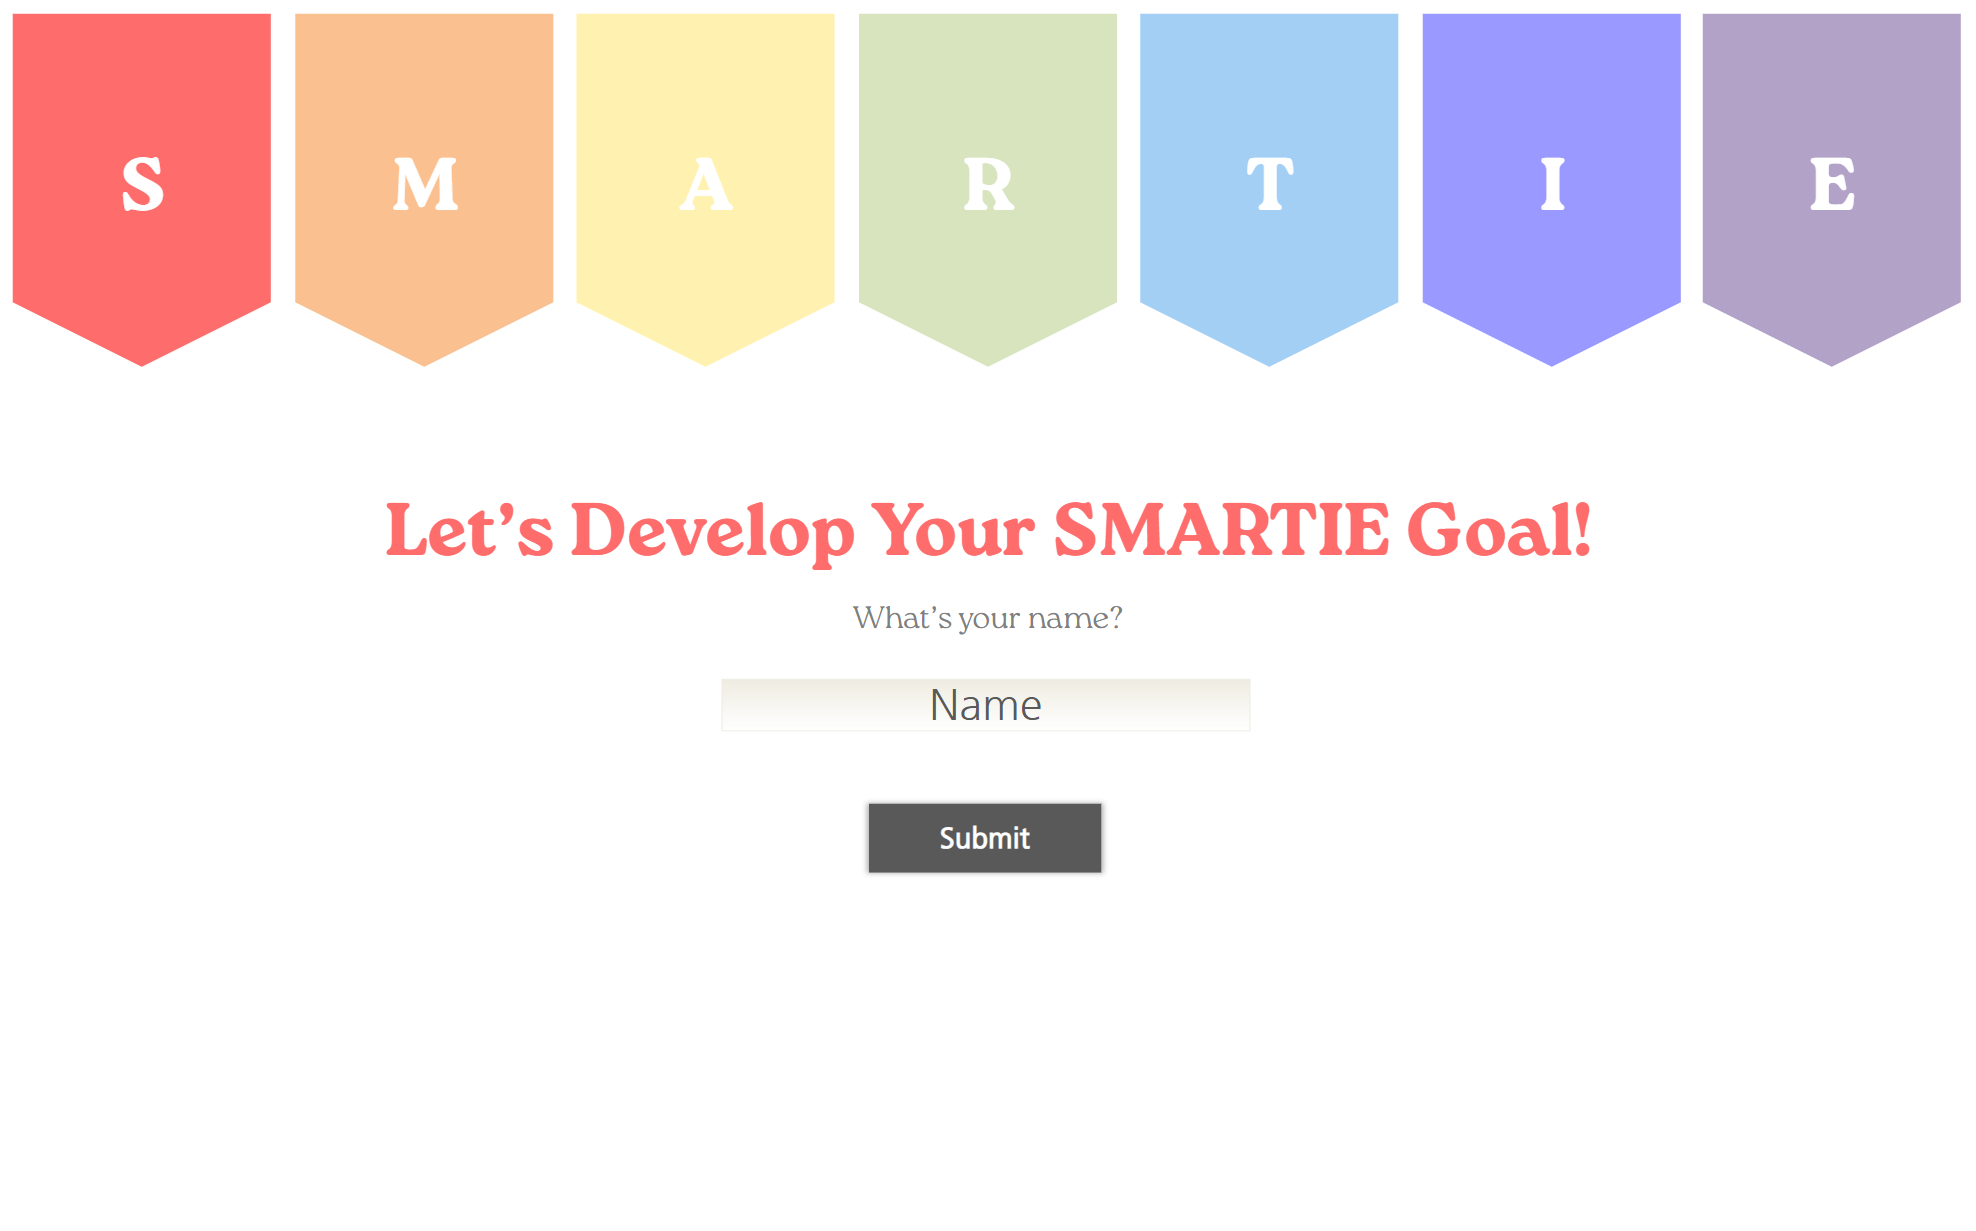 S M A R T I E
Let’s Develop Your SMARTIE Goal!
What’s your name?
Name
Submit